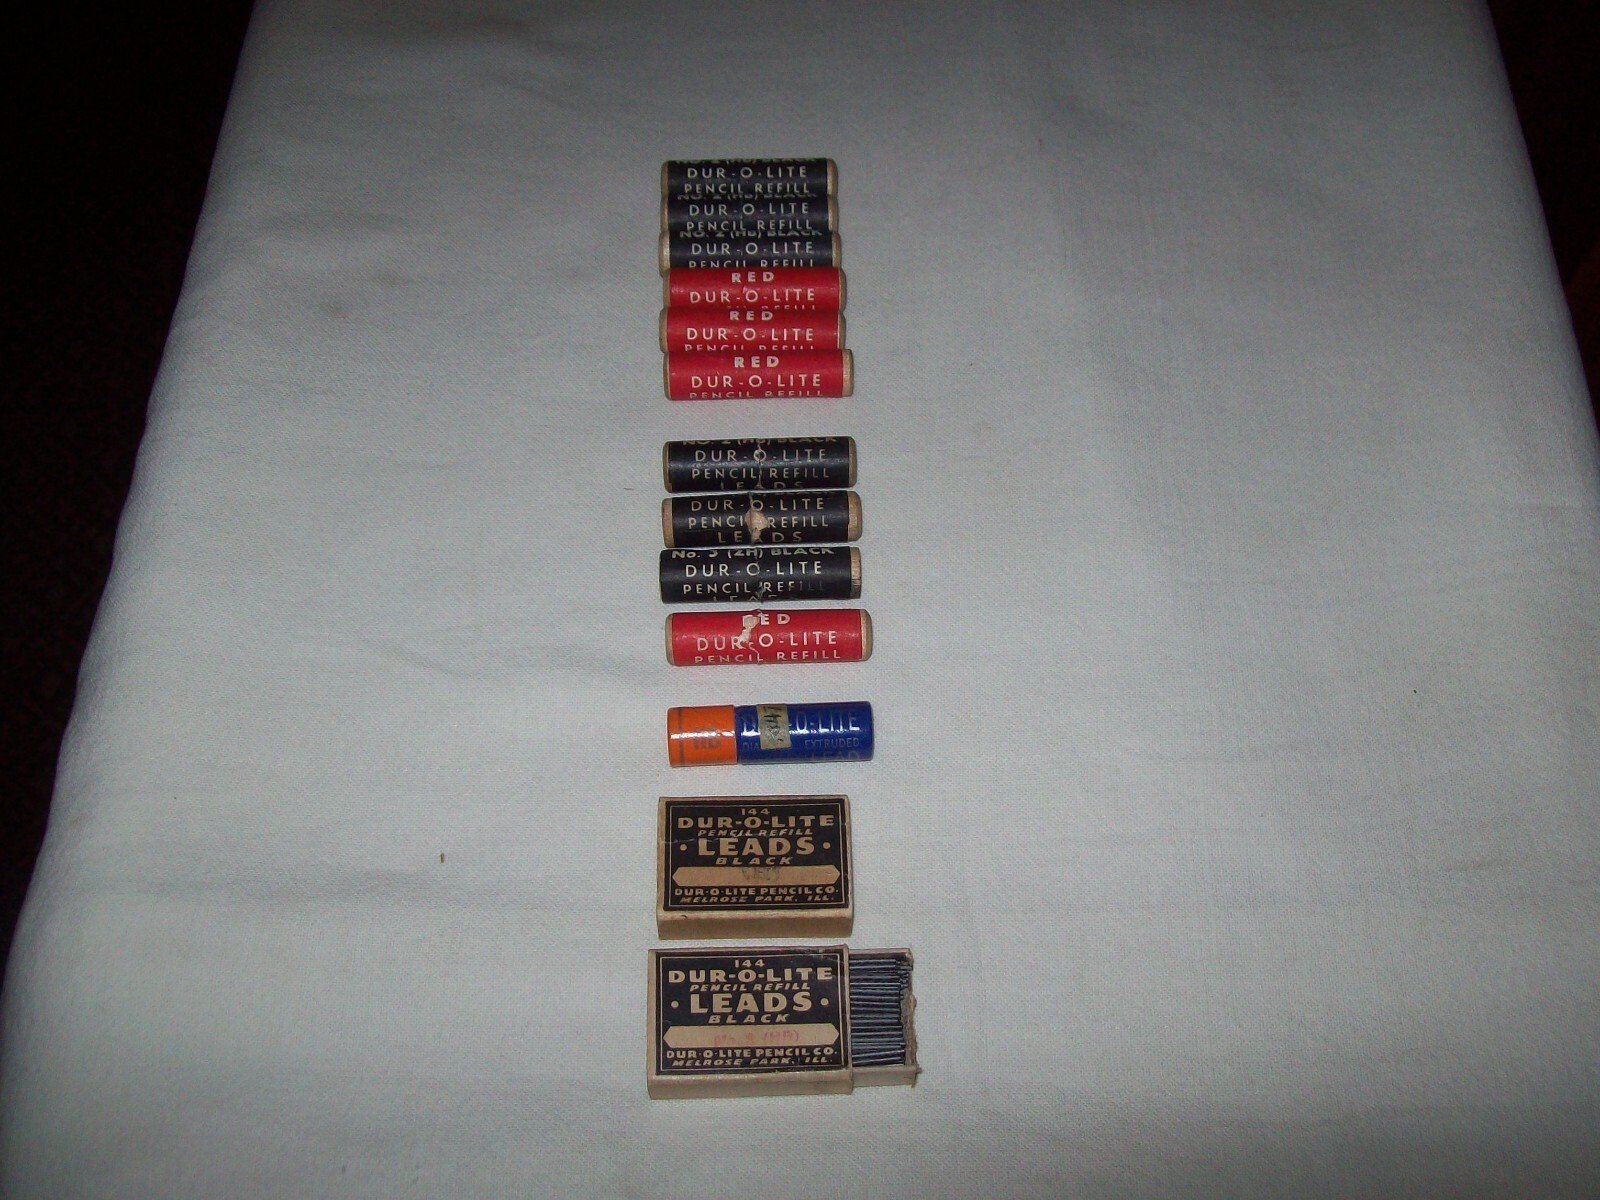 DUR-O-LITE
PENCIL REFILL
DUR-O-LITE
PENCIL REFILL
NO. 2 (HB) BLACK
DUR-O-LITE
PENCIL REFILL
RED
DUR-O-LITE
RED
DUR-O-LITE
PENCIL REFILL
RED
DUR-O-LITE
PENCIL REFILL
BLACK
DUR-O-LITE
PENCIL REFILL
LEADS
DUR-O-LITE
PENCIL REFILL
LEADS
No. 3 (2H) BLACK
DUR-O-LITE
PENCIL REFILL
RED
DUR-O-LITE
PENCIL REFILL
HB
O-LITE
EXTRUDED
LEAD
144
DUR-O-LITE
PENCIL REFILL
• LEADS •
BLACK
DUR-O-LITE PENCIL CO.
MELROSE PARK, ILL.
144
DUR-O-LITE
PENCIL REFILL
• LEADS •
BLACK
(HB)
DUR-O-LITE PENCIL CO.
MELROSE PARK, ILL.